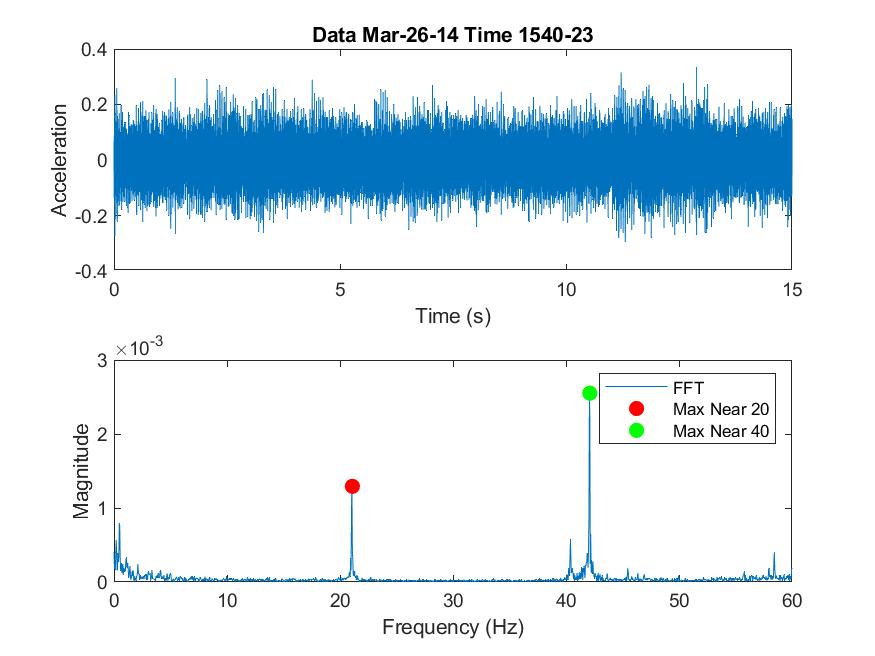 Data Mar-26-14 Time 1540-23
0.4
0.2
0
-0.2
-0.4
Acceleration
0 5 10 15
Time (s)
×10-3
3
2
1
0
Magnitude
FFT
Max Near 20
Max Near 40
0 10 20 30 40 50 60
Frequency (Hz)